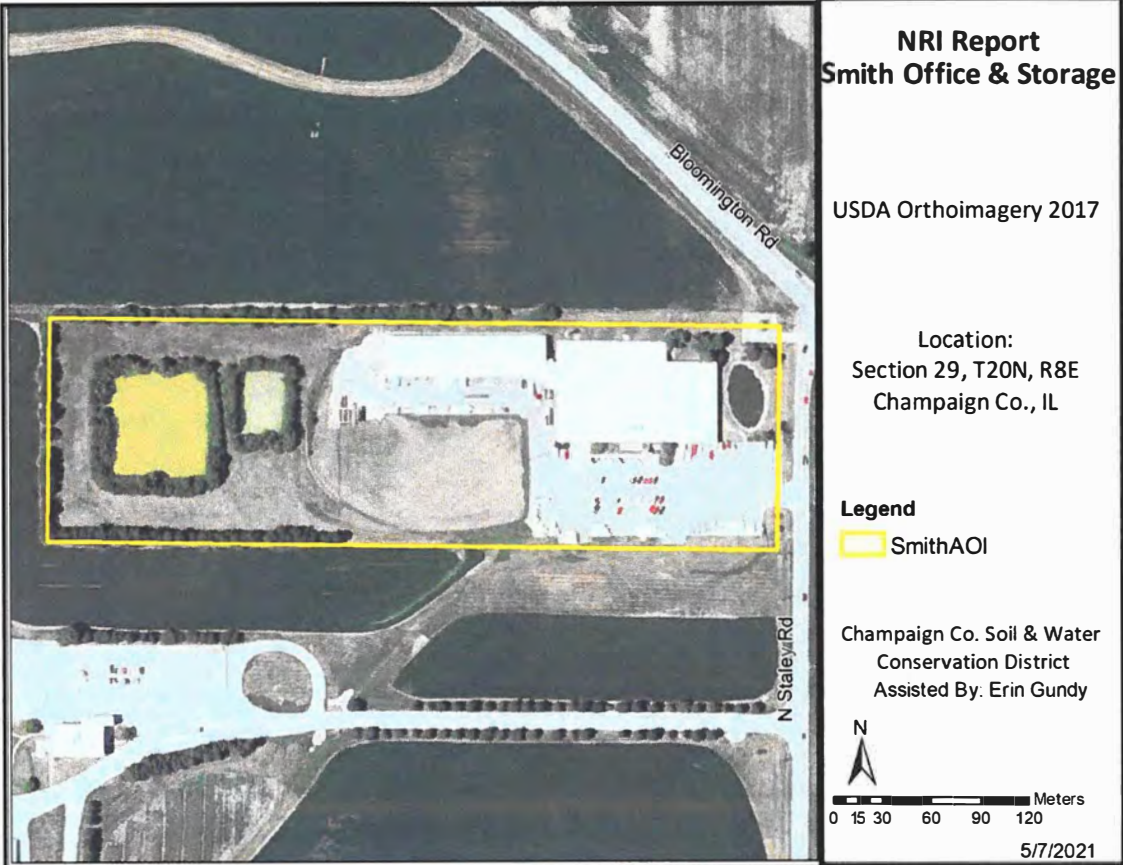 NRI Report
Smith Office & Storage
USDA Orthoimagery 2017
Location:
Section 29, T20N, R8E
Champaign Co., IL
Legend
SmithAOI
Champaign Co. Soil & Water
Conservation District
Assisted By: Erin Gundy
N
Meters
0 15 30 60 90 120
5/7/2021
Bloomington Rd
N Staley Rd